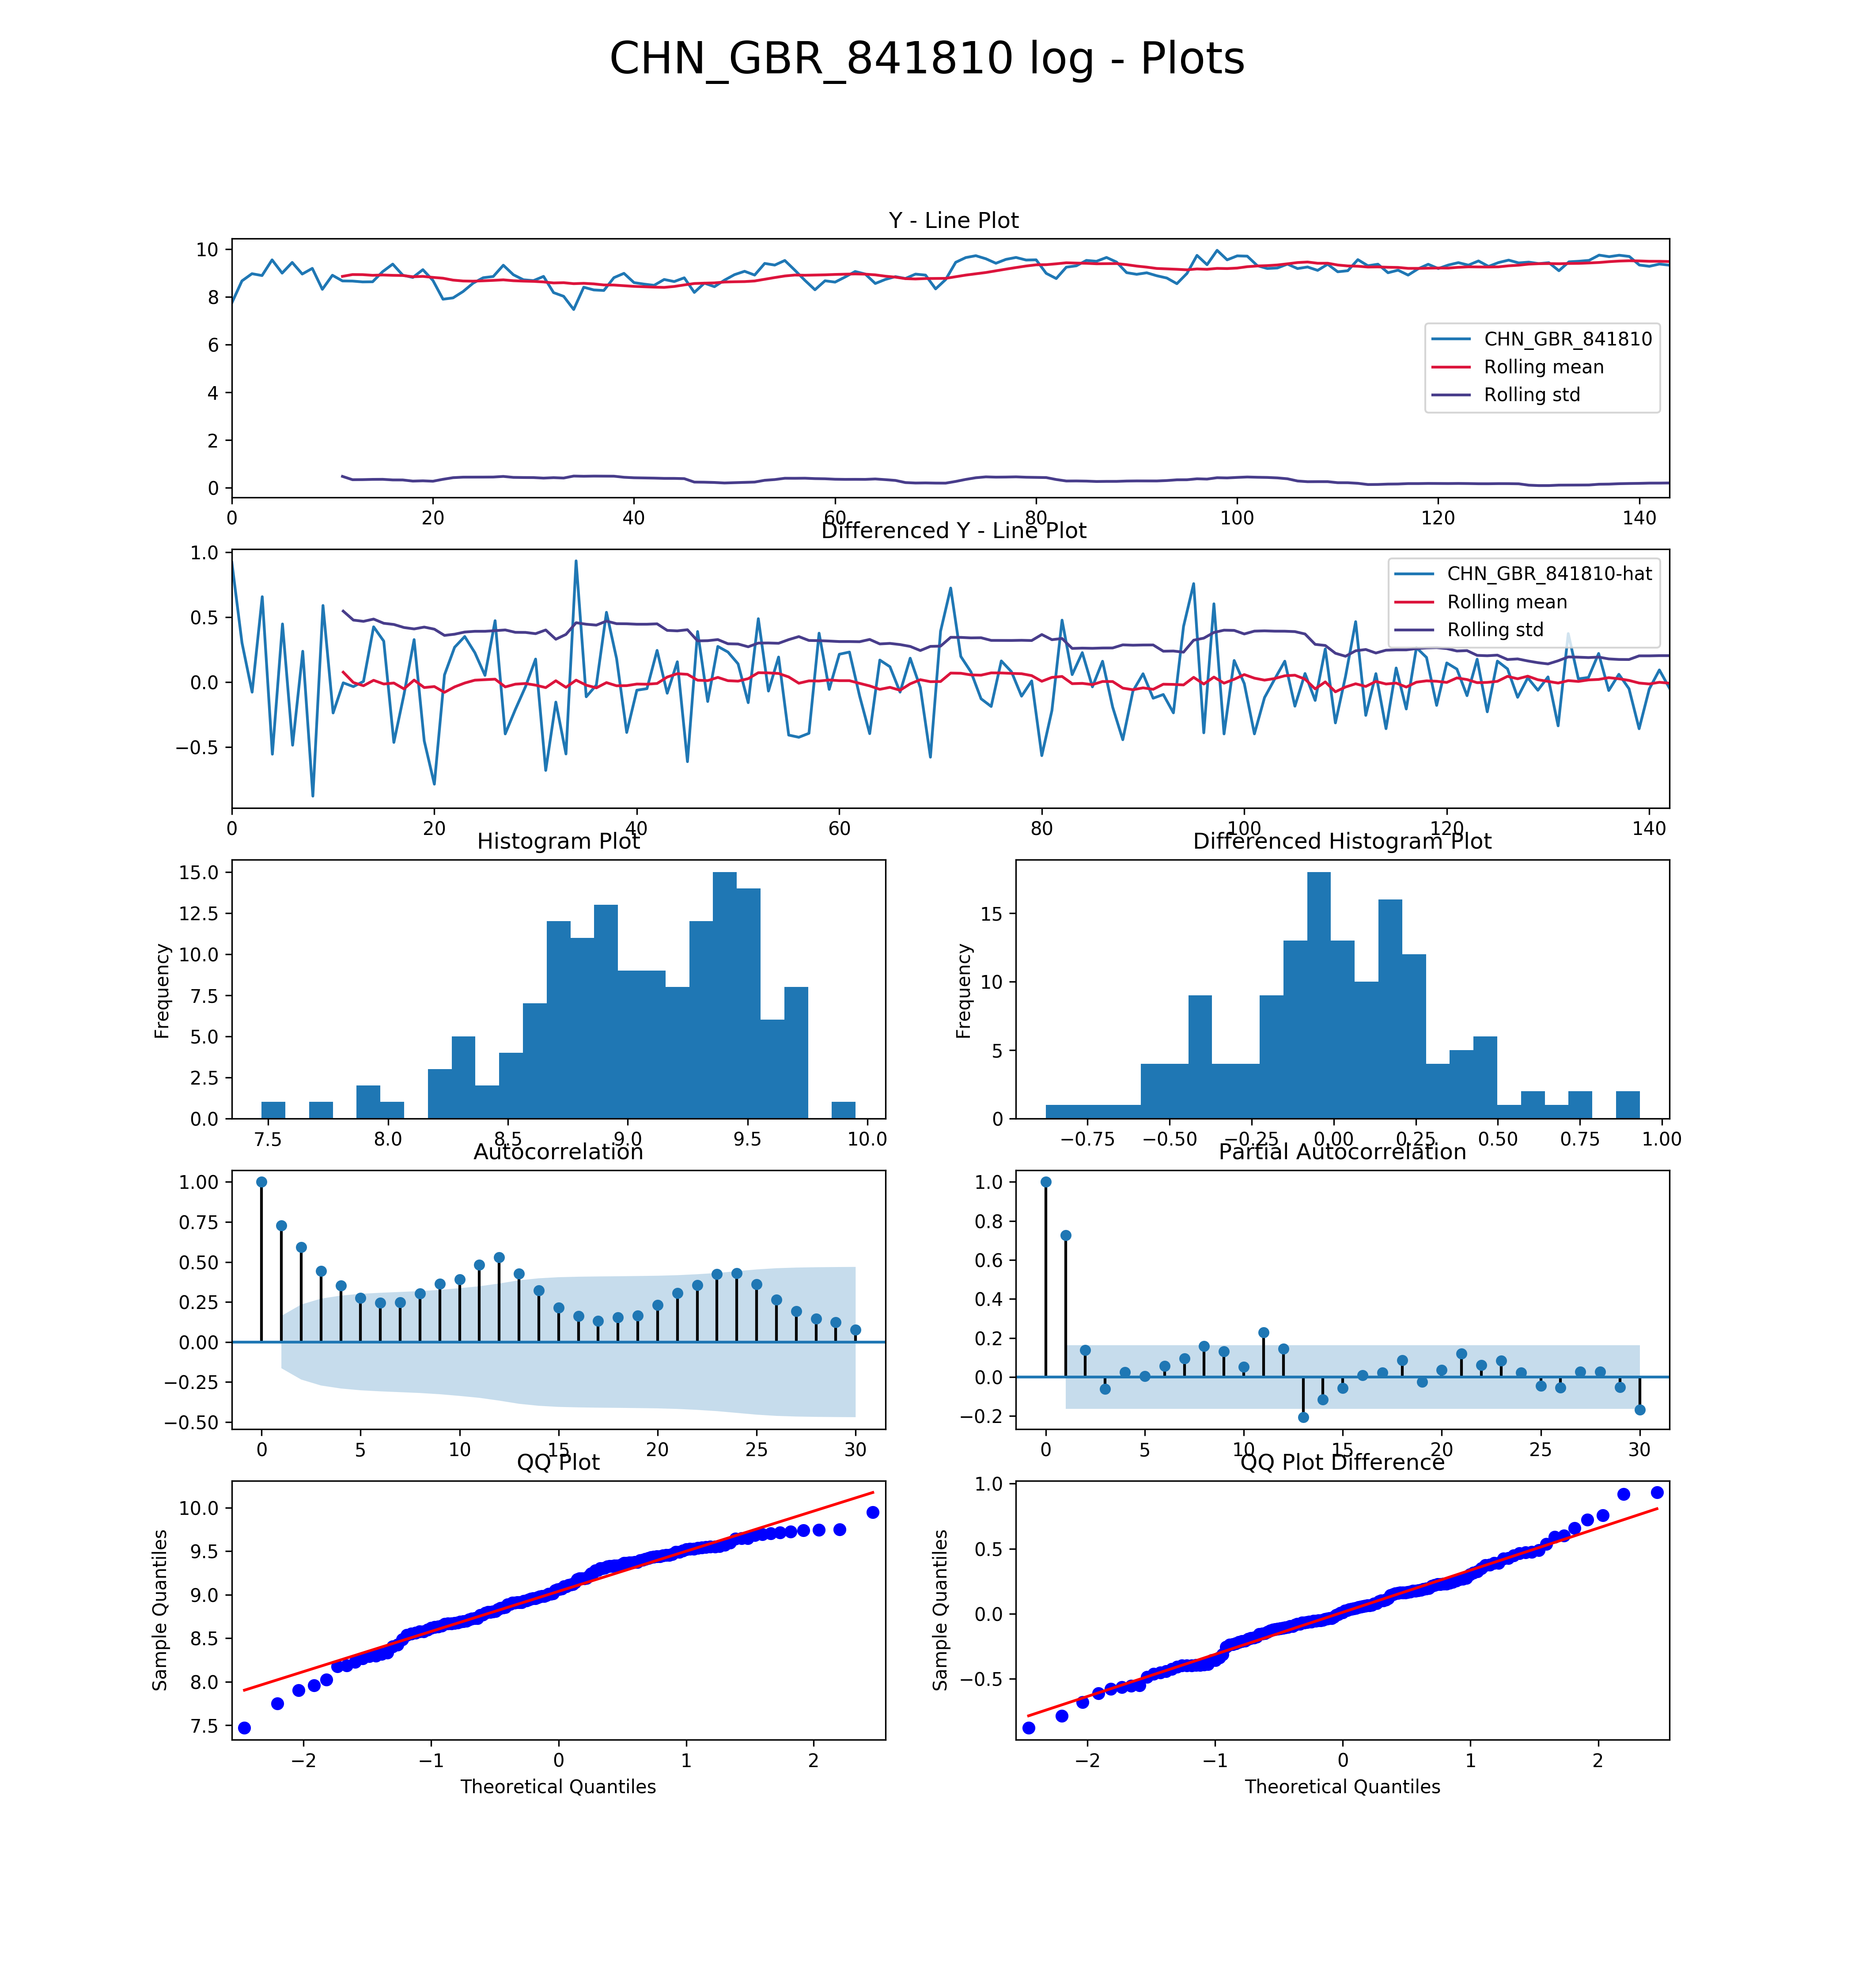 CHN_GBR_841810 log - Plots
Y - Line Plot
10
8
6
4
2
0
CHN_GBR_841810
Rolling mean
Rolling std
0 20 40 60 80 100 120 140
Differenced Y - Line Plot
1.0
0.5
0.0
−0.5
CHN_GBR_841810-hat
Rolling mean
Rolling std
0 20 40 60 80 100 120 140
Histogram Plot
Frequency
15.0
12.5
10.0
7.5
5.0
2.5
0.0
7.5 8.0 8.5 9.0 9.5 10.0
Differenced Histogram Plot
Frequency
15
10
5
0
−0.75 −0.50 −0.25 0.00 0.25 0.50 0.75 1.00
Autocorrelation
1.00
0.75
0.50
0.25
0.00
−0.25
−0.50
0 5 10 15 20 25 30
Partial Autocorrelation
1.0
0.8
0.6
0.4
0.2
0.0
−0.2
0 5 10 15 20 25 30
QQ Plot
Sample Quantiles
10.0
9.5
9.0
8.5
8.0
7.5
−2 −1 0 1 2
Theoretical Quantiles
QQ Plot Difference
Sample Quantiles
1.0
0.5
0.0
−0.5
−2 −1 0 1 2
Theoretical Quantiles